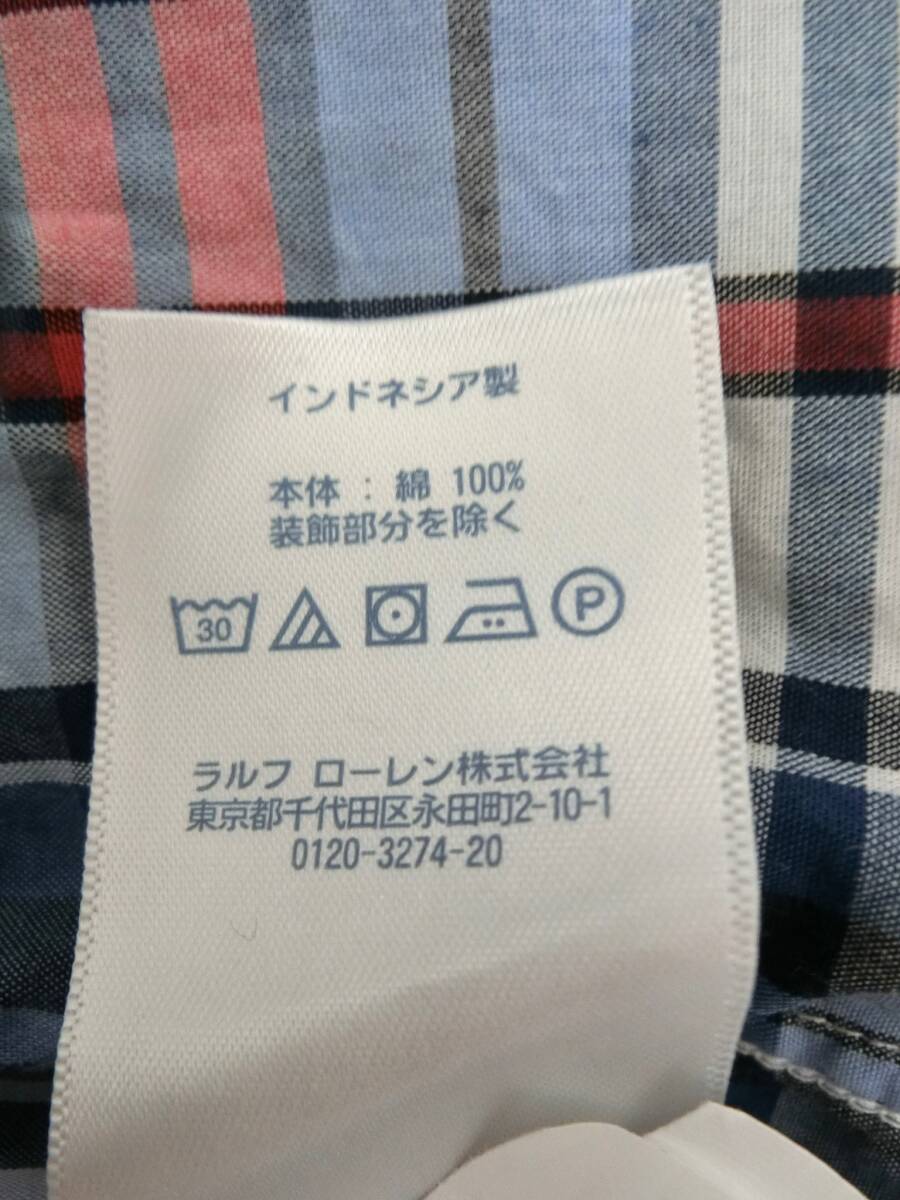 インドネシア製
本体 : 綿 100%
装飾部分を除く
30 P
ラルフ ローレン株式会社
東京都千代田区永田町2-10-1
0120-3274-20